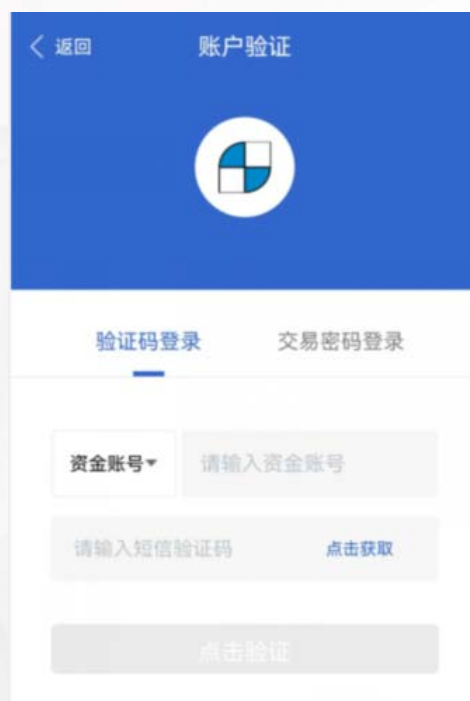 返回 账户验证
验证码登录 交易密码登录
资金账号 请输入资金账号
请输入短信验证码 点击获取
点击验证